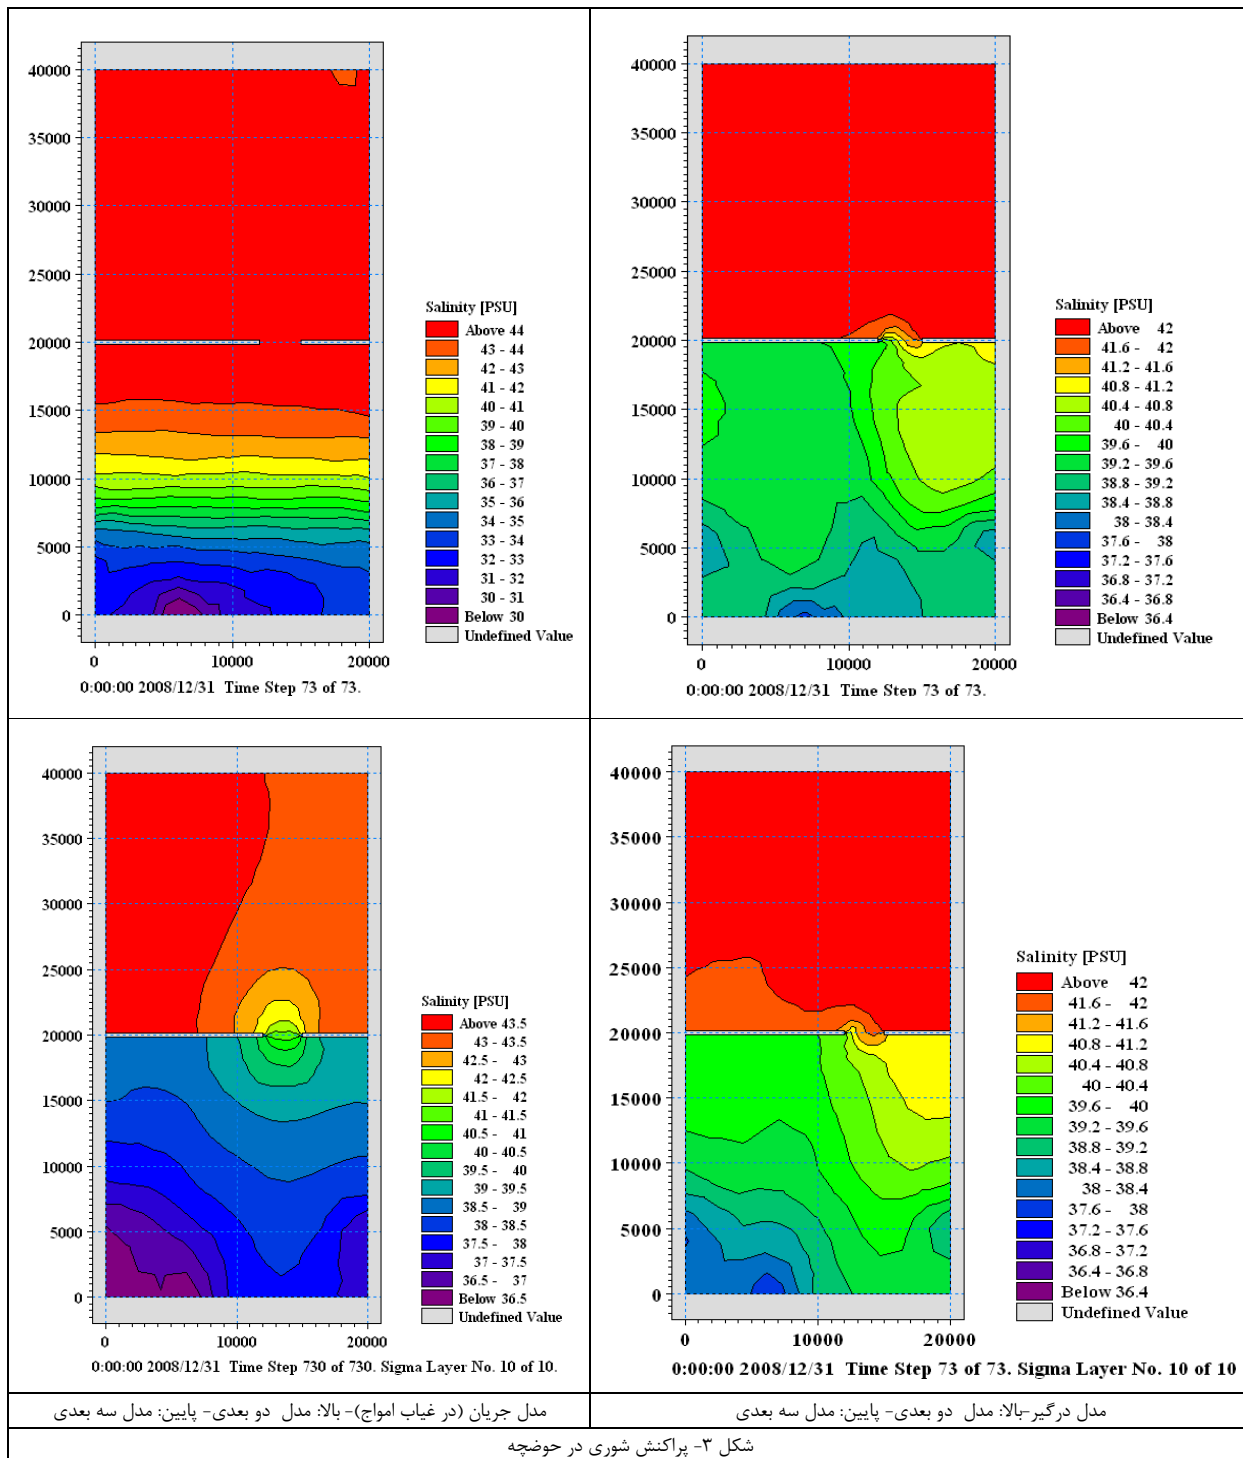 40000
35000
30000
25000
20000
15000
10000
5000
0
0 10000 20000
0:00:00 2008/12/31 Time Step 73 of 73.
Salinity [PSU]
Above 44
43 - 44
42 - 43
41 - 42
40 - 41
39 - 40
38 - 39
37 - 38
36 - 37
35 - 36
34 - 35
33 - 34
32 - 33
31 - 32
30 - 31
Below 30
Undefined Value
40000
35000
30000
25000
20000
15000
10000
5000
0
0 10000 20000
0:00:00 2008/12/31 Time Step 73 of 73.
Salinity [PSU]
Above 42
41.6 - 42
41.2 - 41.6
40.8 - 41.2
40.4 - 40.8
40 - 40.4
39.6 - 40
39.2 - 39.6
38.8 - 39.2
38.4 - 38.8
38 - 38.4
37.6 - 38
37.2 - 37.6
36.8 - 37.2
36.4 - 36.8
Below 36.4
Undefined Value
40000
35000
30000
25000
20000
15000
10000
5000
0
0 10000 20000
0:00:00 2008/12/31 Time Step 730 of 730. Sigma Layer No. 10 of 10.
Salinity [PSU]
Above 43.5
43 - 43.5
42.5 - 43
42 - 42.5
41.5 - 42
41 - 41.5
40.5 - 41
40 - 40.5
39.5 - 40
39 - 39.5
38.5 - 39
38 - 38.5
37.5 - 38
37 - 37.5
36.5 - 37
Below 36.5
Undefined Value
40000
35000
30000
25000
20000
15000
10000
5000
0
0 10000 20000
0:00:00 2008/12/31 Time Step 73 of 73. Sigma Layer No. 10 of 10
Salinity [PSU]
Above 42
41.6 - 42
41.2 - 41.6
40.8 - 41.2
40.4 - 40.8
40 - 40.4
39.6 - 40
39.2 - 39.6
38.8 - 39.2
38.4 - 38.8
38 - 38.4
37.6 - 38
37.2 - 37.6
36.8 - 37.2
36.4 - 36.8
Below 36.4
Undefined Value
مدل درگیر-بالا: مدل دو بعدی- پایین: مدل سه بعدی
مدل جریان (در غیاب امواج)- بالا: مدل دو بعدی- پایین: مدل سه بعدی
شکل ۳- پراکنش شوری در حوضچه